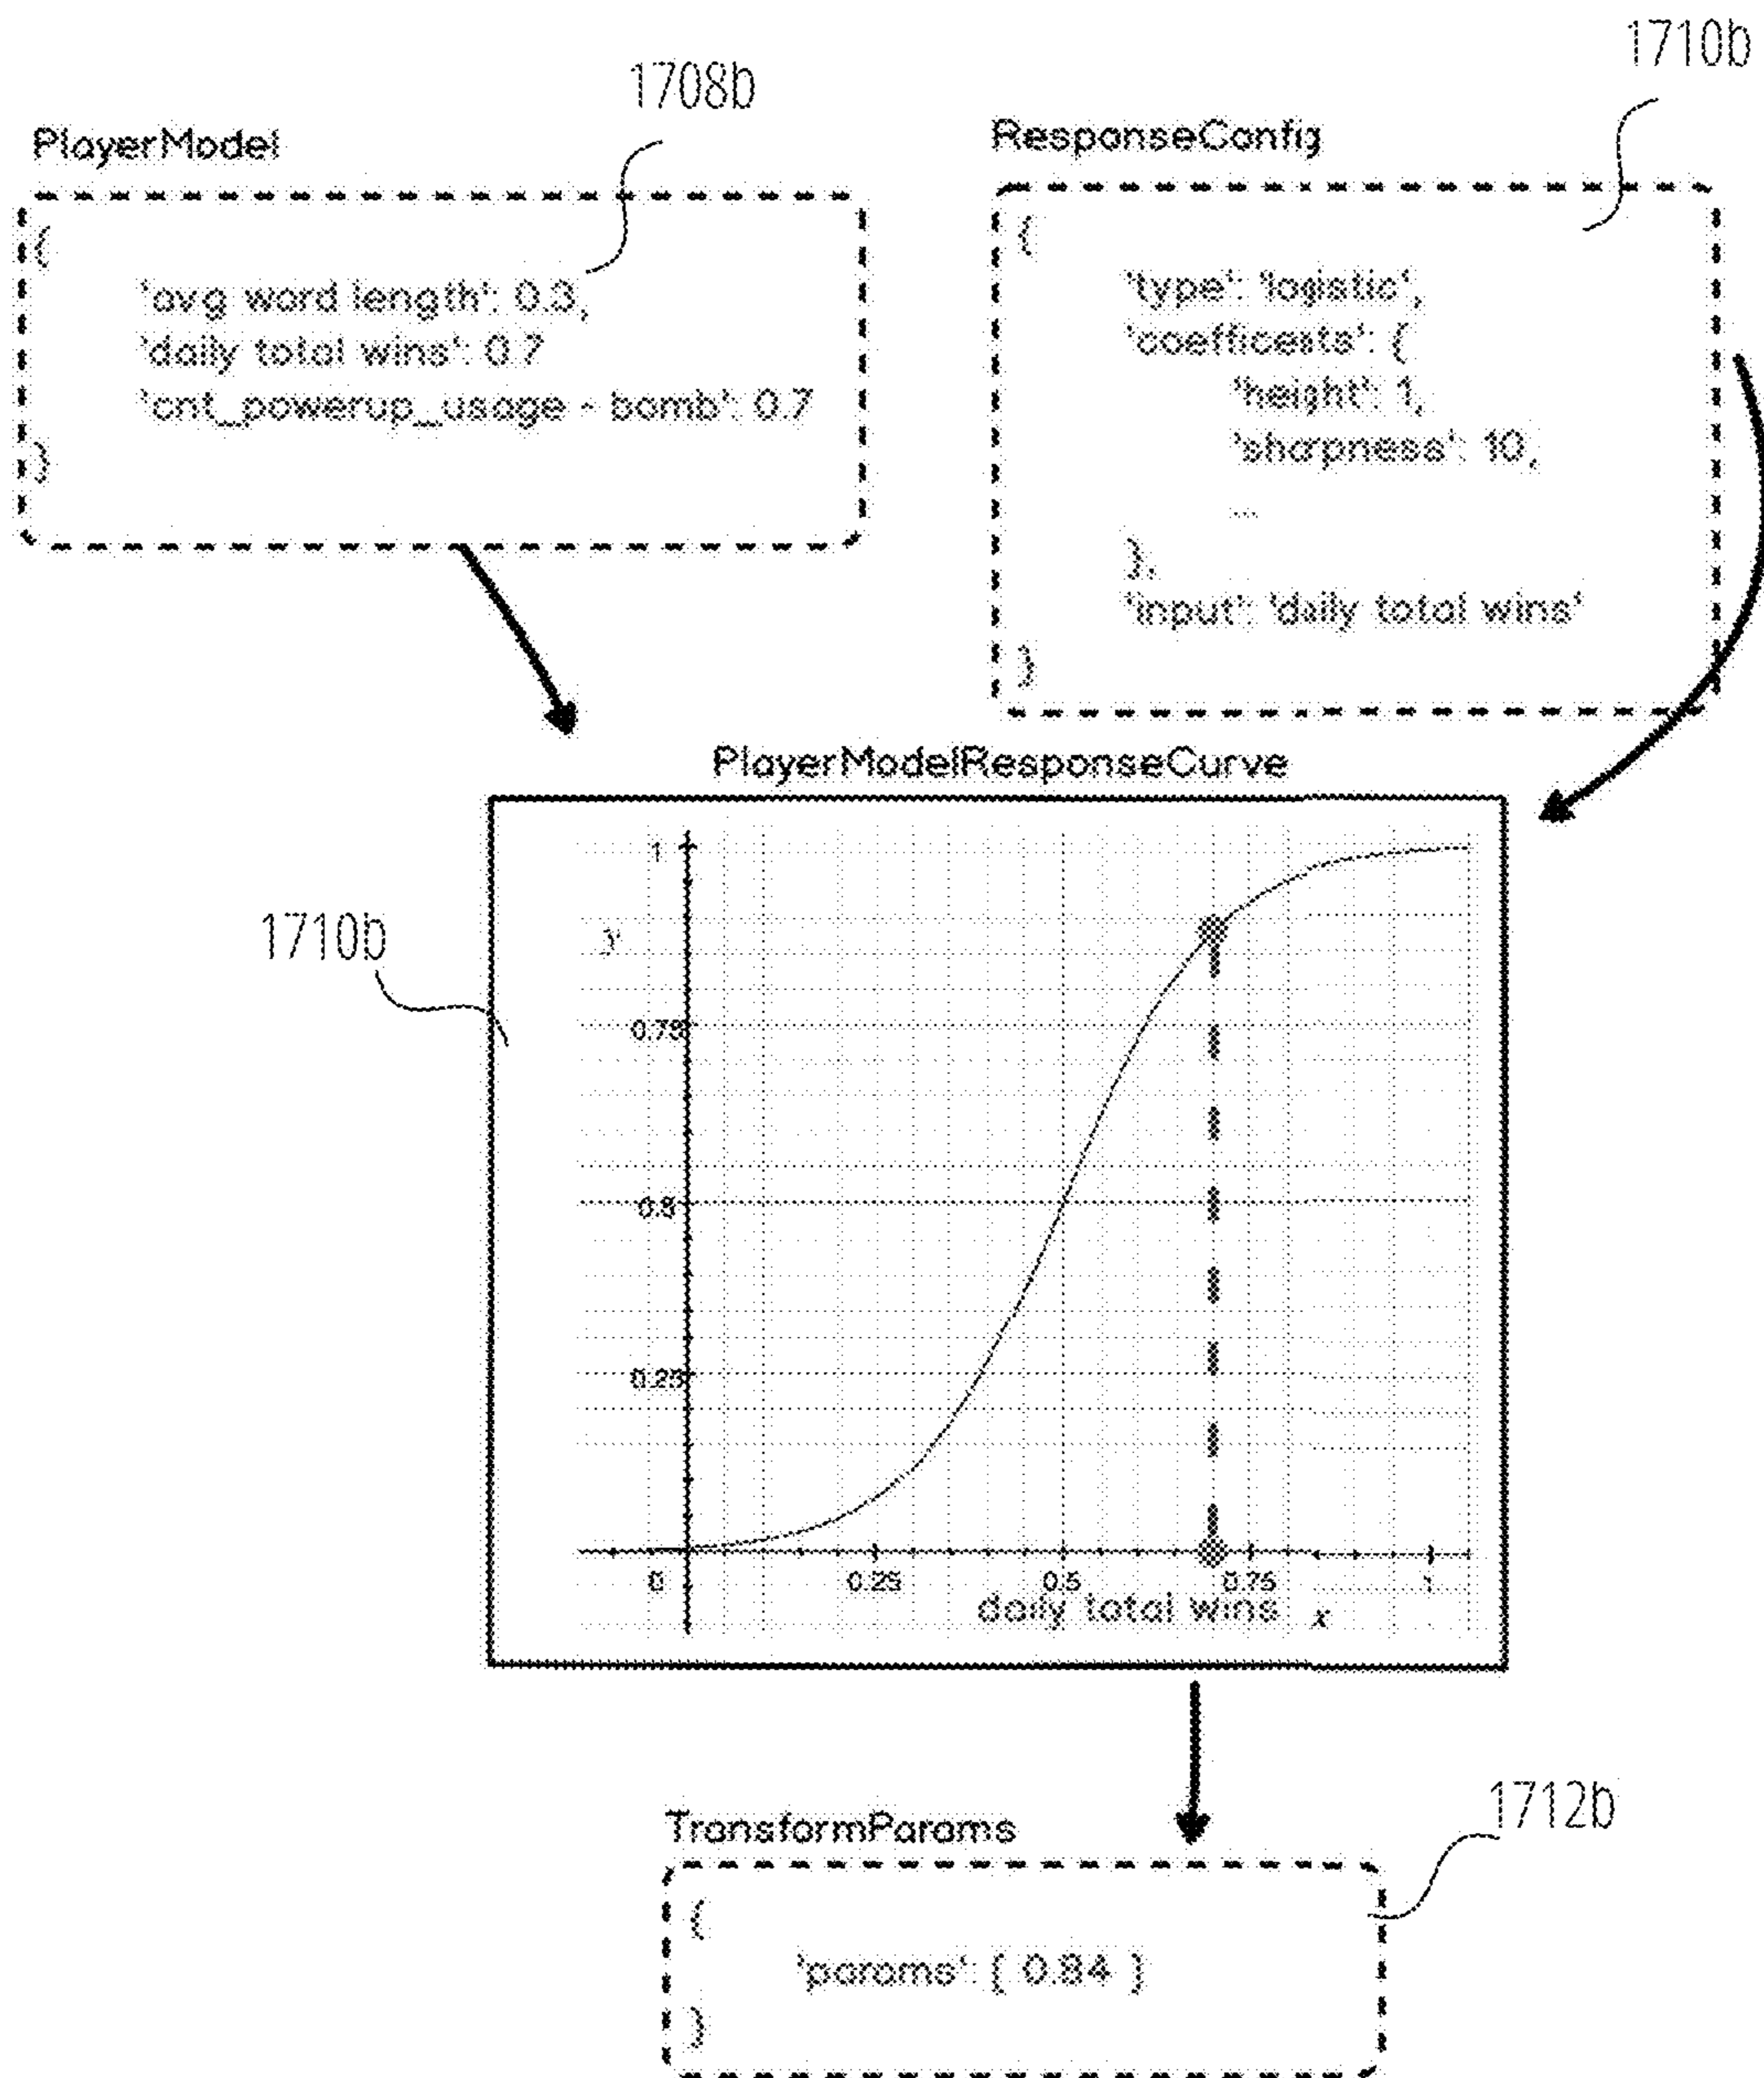 1708b
PlayerModel
{
'avg word length': 0.3,
'daily total wins': 0.7
'cnt_powerup_usage - bomb': 0.7
}
1710b
ResponseConfig
{
'type': 'logistic',
'coefficests': {
'height': 1,
'sharpness': 10,
...
},
'input': 'daily total wins'
}
PlayerModelResponseCurve
1710b
1
y
0.75
0.5
0.25
0 0.25 0.5 0.75 1
daily total wins x
1712b
TransformParams
{
'params': [ 0.84 ]
}